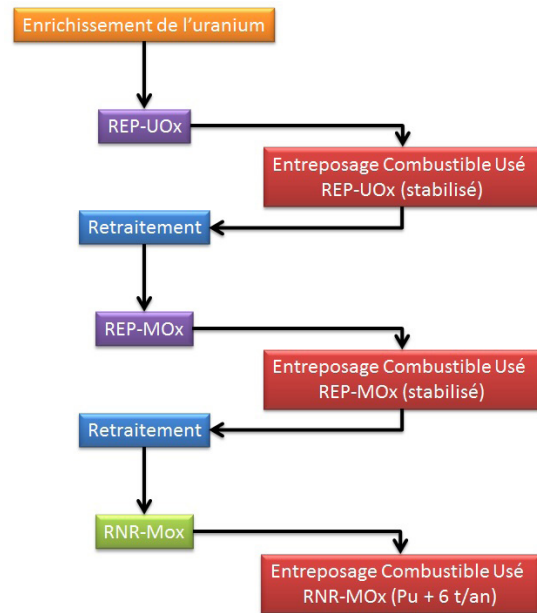 Enrichissement de l’uranium
REP-UOx
Entreposage Combustible Usé
REP-UOx (stabilisé)
Retraitement
REP-MOx
Entreposage Combustible Usé
REP-MOx (stabilisé)
Retraitement
RNR-Mox
Entreposage Combustible Usé
RNR-MOx (Pu + 6 t/an)